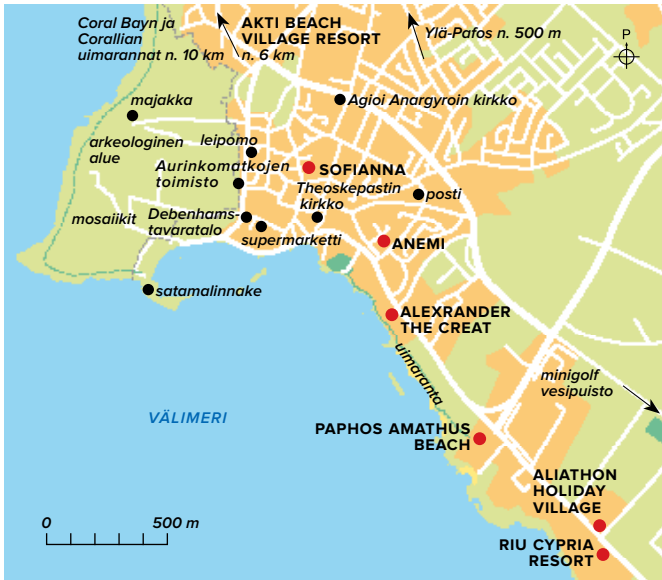 Coral Bayn ja
Corallian
uimarannat n. 10 km
AKTI BEACH
VILLAGE RESORT
n. 6 km
Ylä-Pafos n. 500 m
P
majakka
Agioi Anargyroin kirkko
arkeologinen
alue
leipomo
Aurinkomatkojen
toimisto
SOFIANNA
Theoskepastin
kirkko
posti
mosaiikit
Debenhams-
tavaratalo
supermarketti
ANEMI
satamalinnake
ALEXRANDER
THE CREAT
uimaranta
minigolf
vesipuisto
VÄLIMERI
PAPHOS AMATHUS
BEACH
ALIATHON
HOLIDAY
VILLAGE
0 500 m
RIU CYPRIA
RESORT